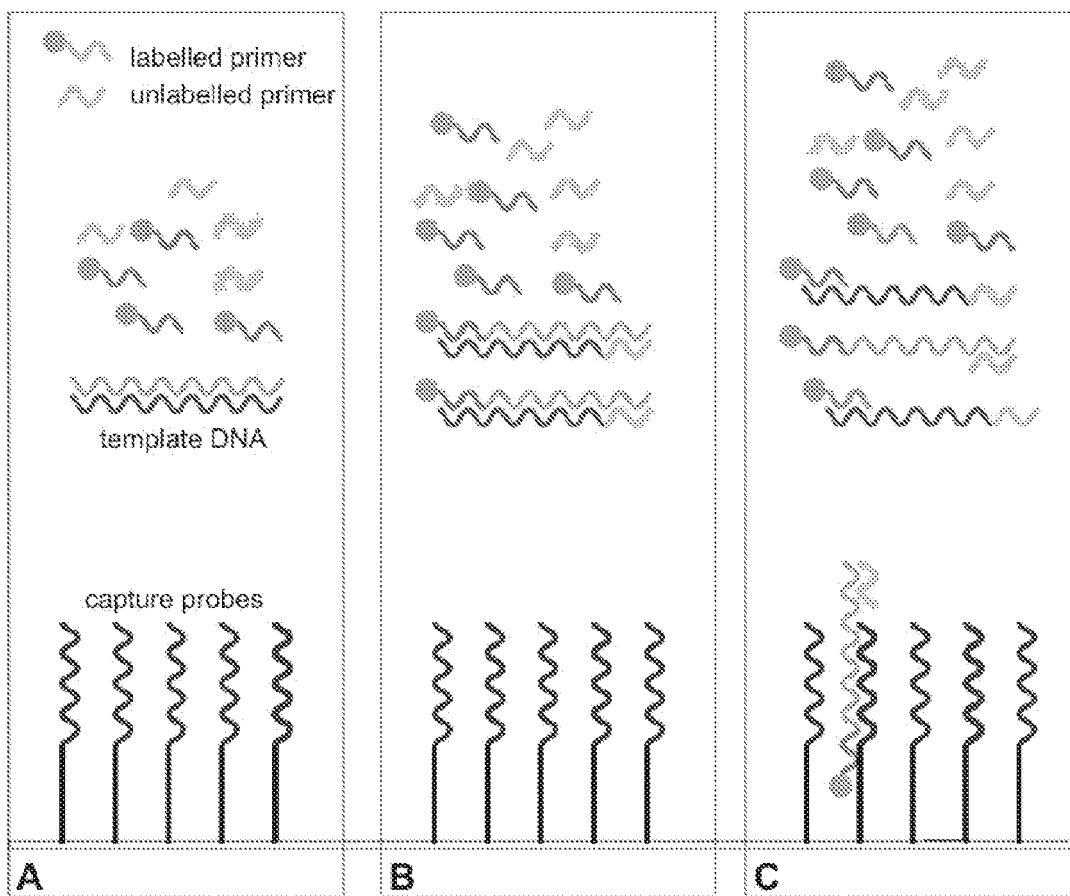 labelled primer
unlabelled primer
template DNA
capture probes
A
B
C